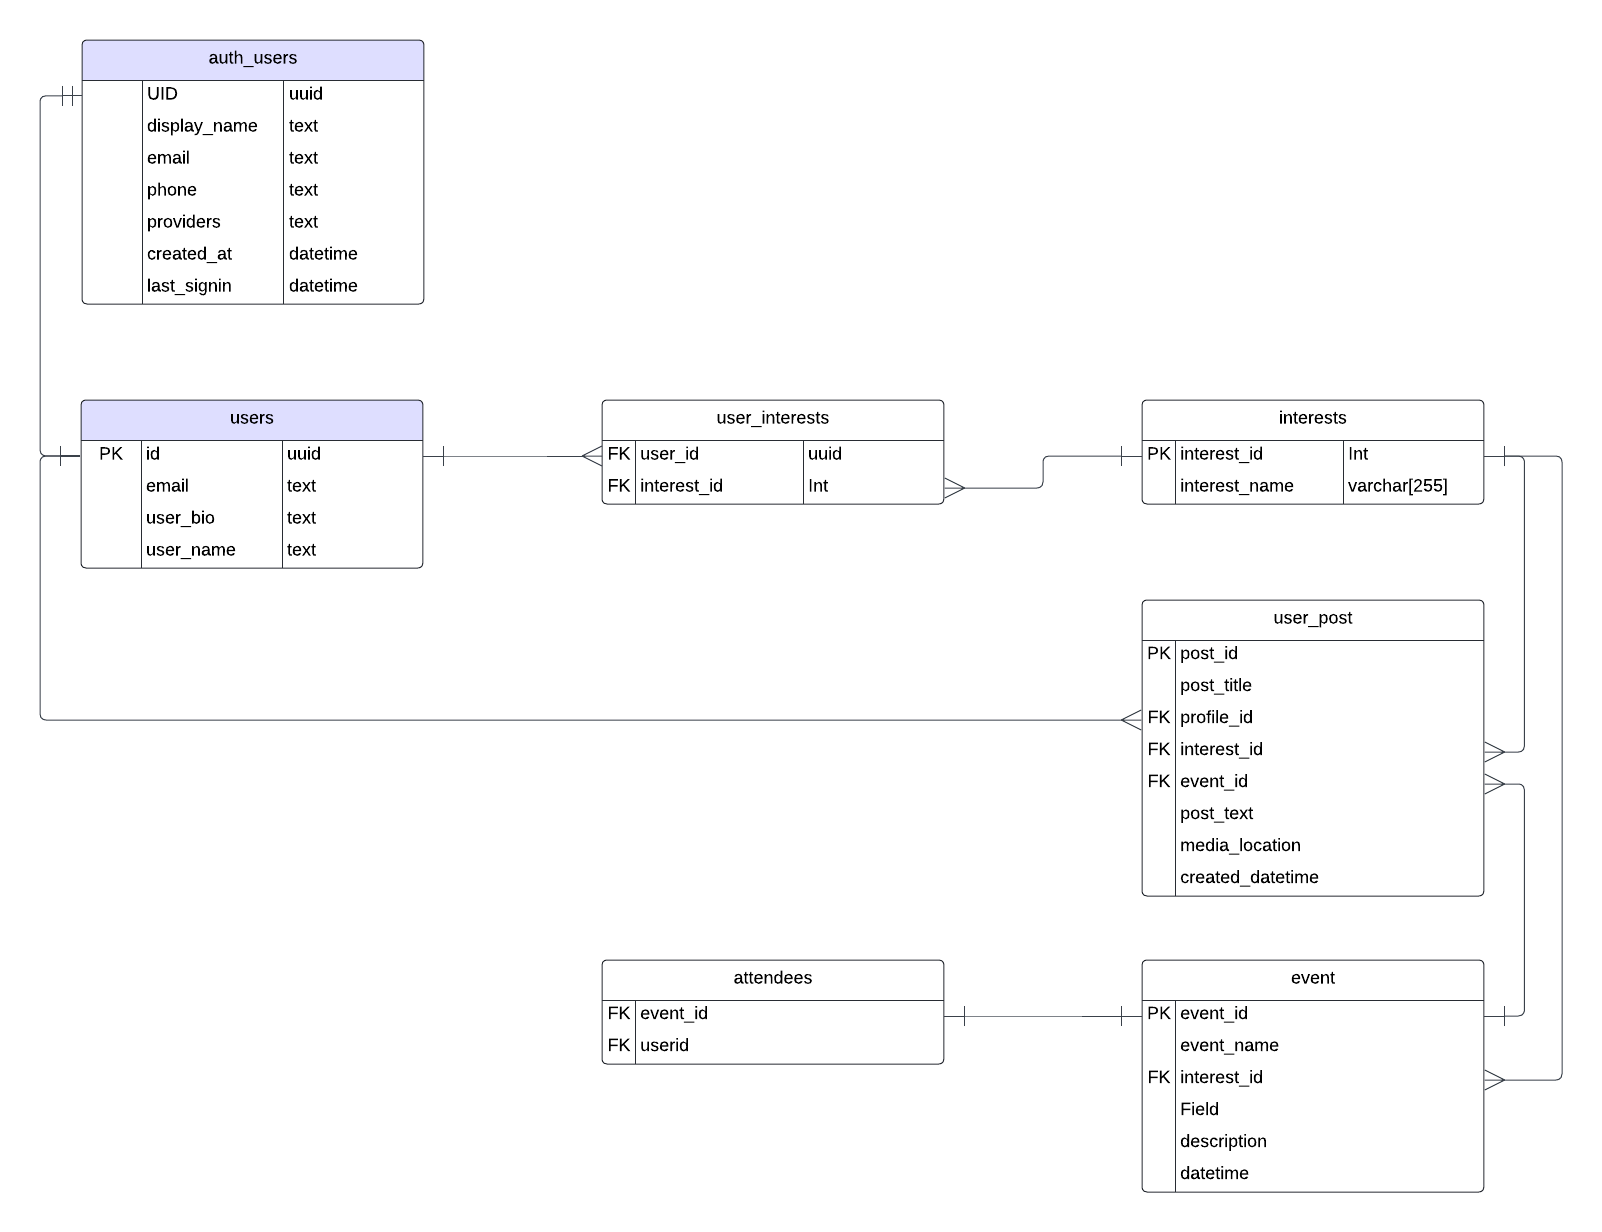 auth_users
UID uuid
display_name text
email text
phone text
providers text
created_at datetime
last_signin datetime
users
PK id uuid
email text
user_bio text
user_name text
user_interests
FK user_id uuid
FK interest_id Int
interests
PK interest_id Int
interest_name varchar[255]
user_post
PK post_id
post_title
FK profile_id
FK interest_id
FK event_id
post_text
media_location
created_datetime
attendees
FK event_id
FK userid
event
PK event_id
event_name
FK interest_id
Field
description
datetime